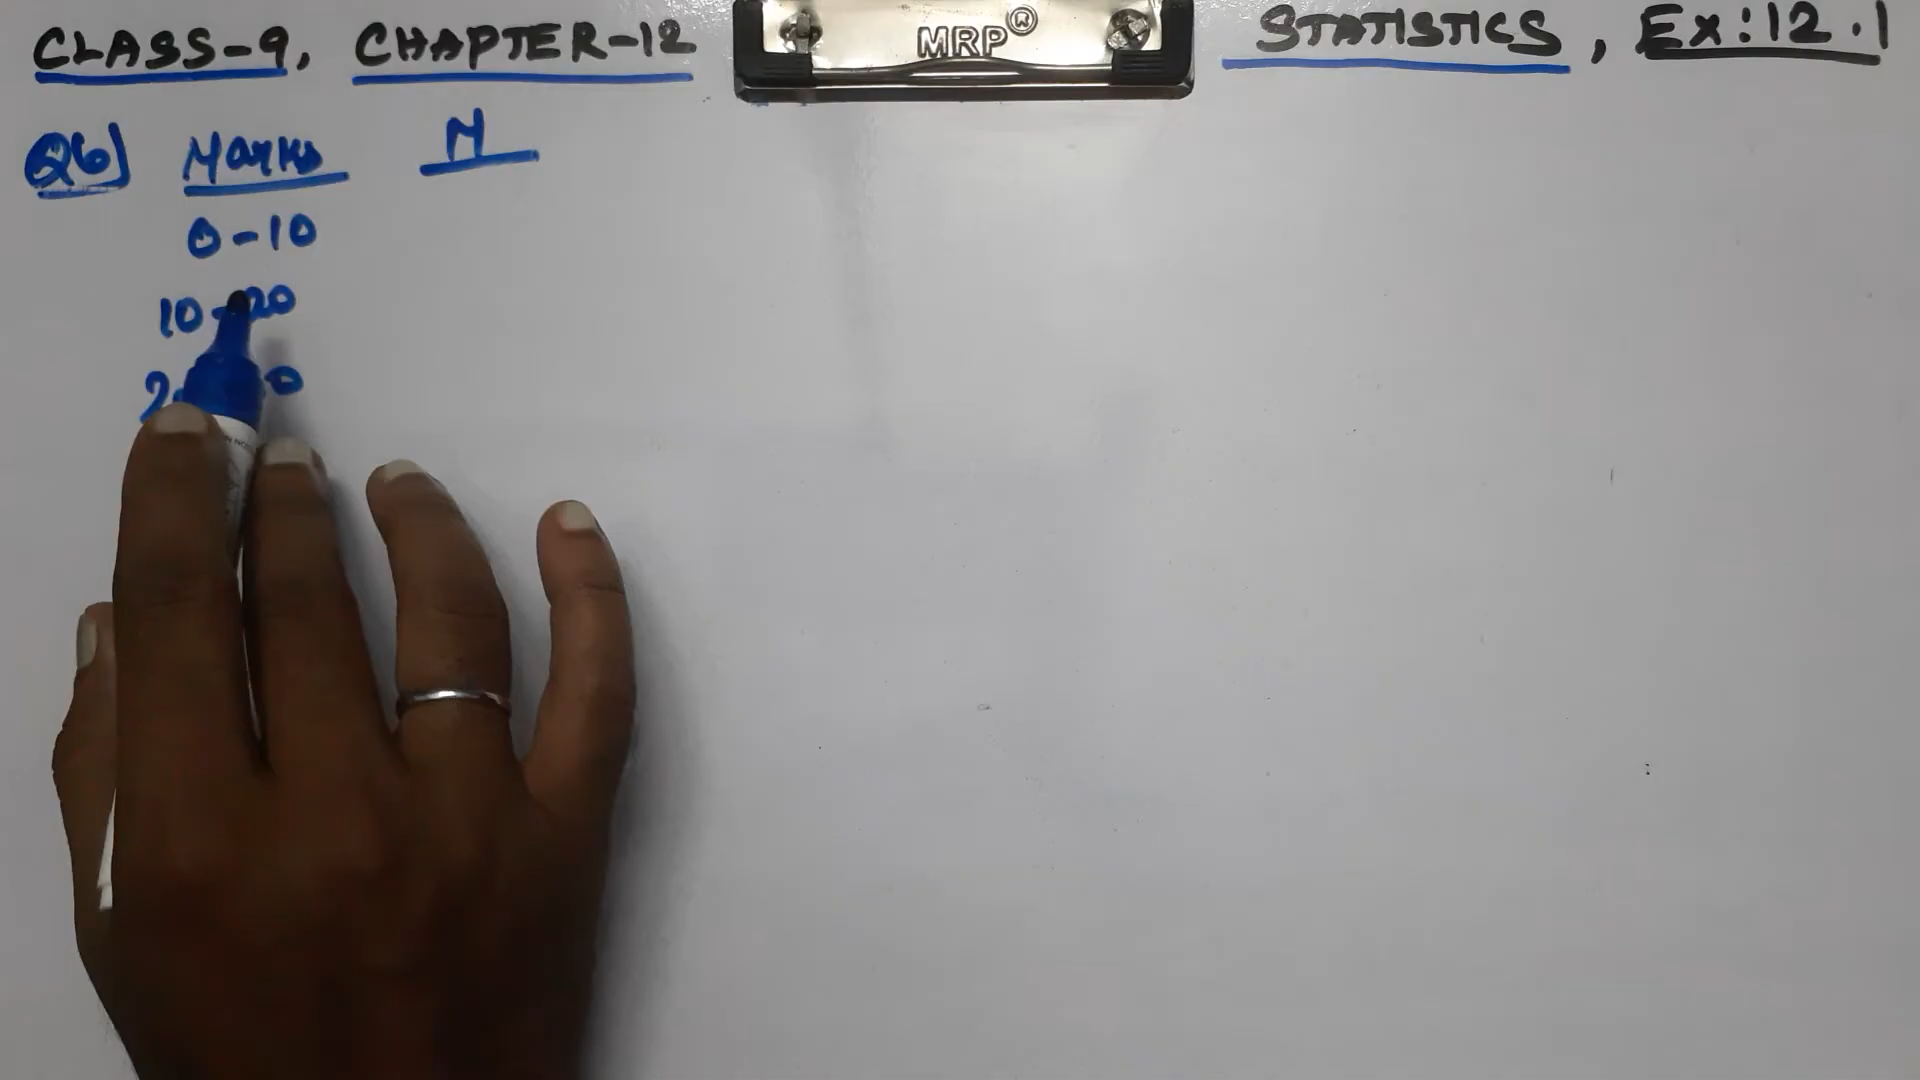 CLASS-9, CHAPTER-12 MRP® STATISTICS, Ex:12.1
Q6] Marks M
0-10
10-20